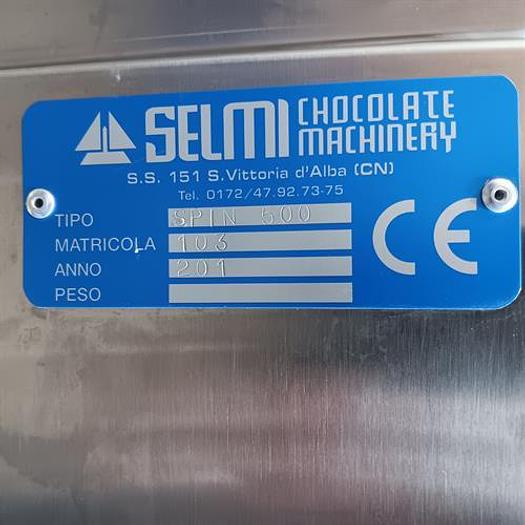 SELMI CHOCOLATE MACHINERY
S.S. 151 S.Vittoria d'Alba (CN)
Tel. 0172/47.92.73-75
TIPO SPIN 500
MATRICOLA 103
ANNO 201
PESO
CE